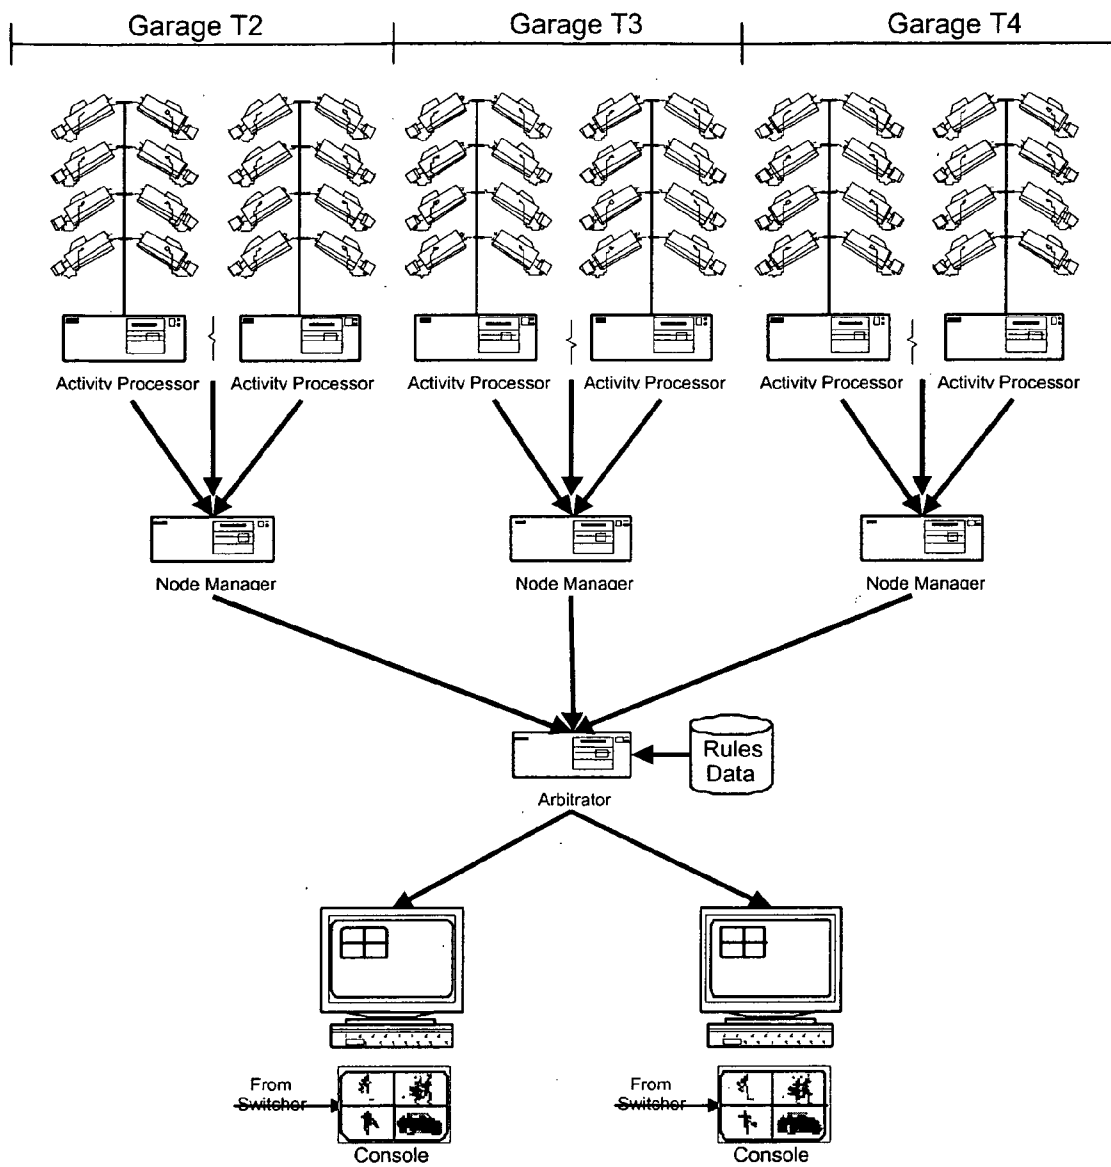 Garage T2 Garage T3 Garage T4
Activity Processor Activity Processor Activity Processor Activity Processor Activity Processor Activity Processor
Node Manager Node Manager Node Manager
Rules
Data
Arbitrator
From
Switcher
From
Switcher
Console Console